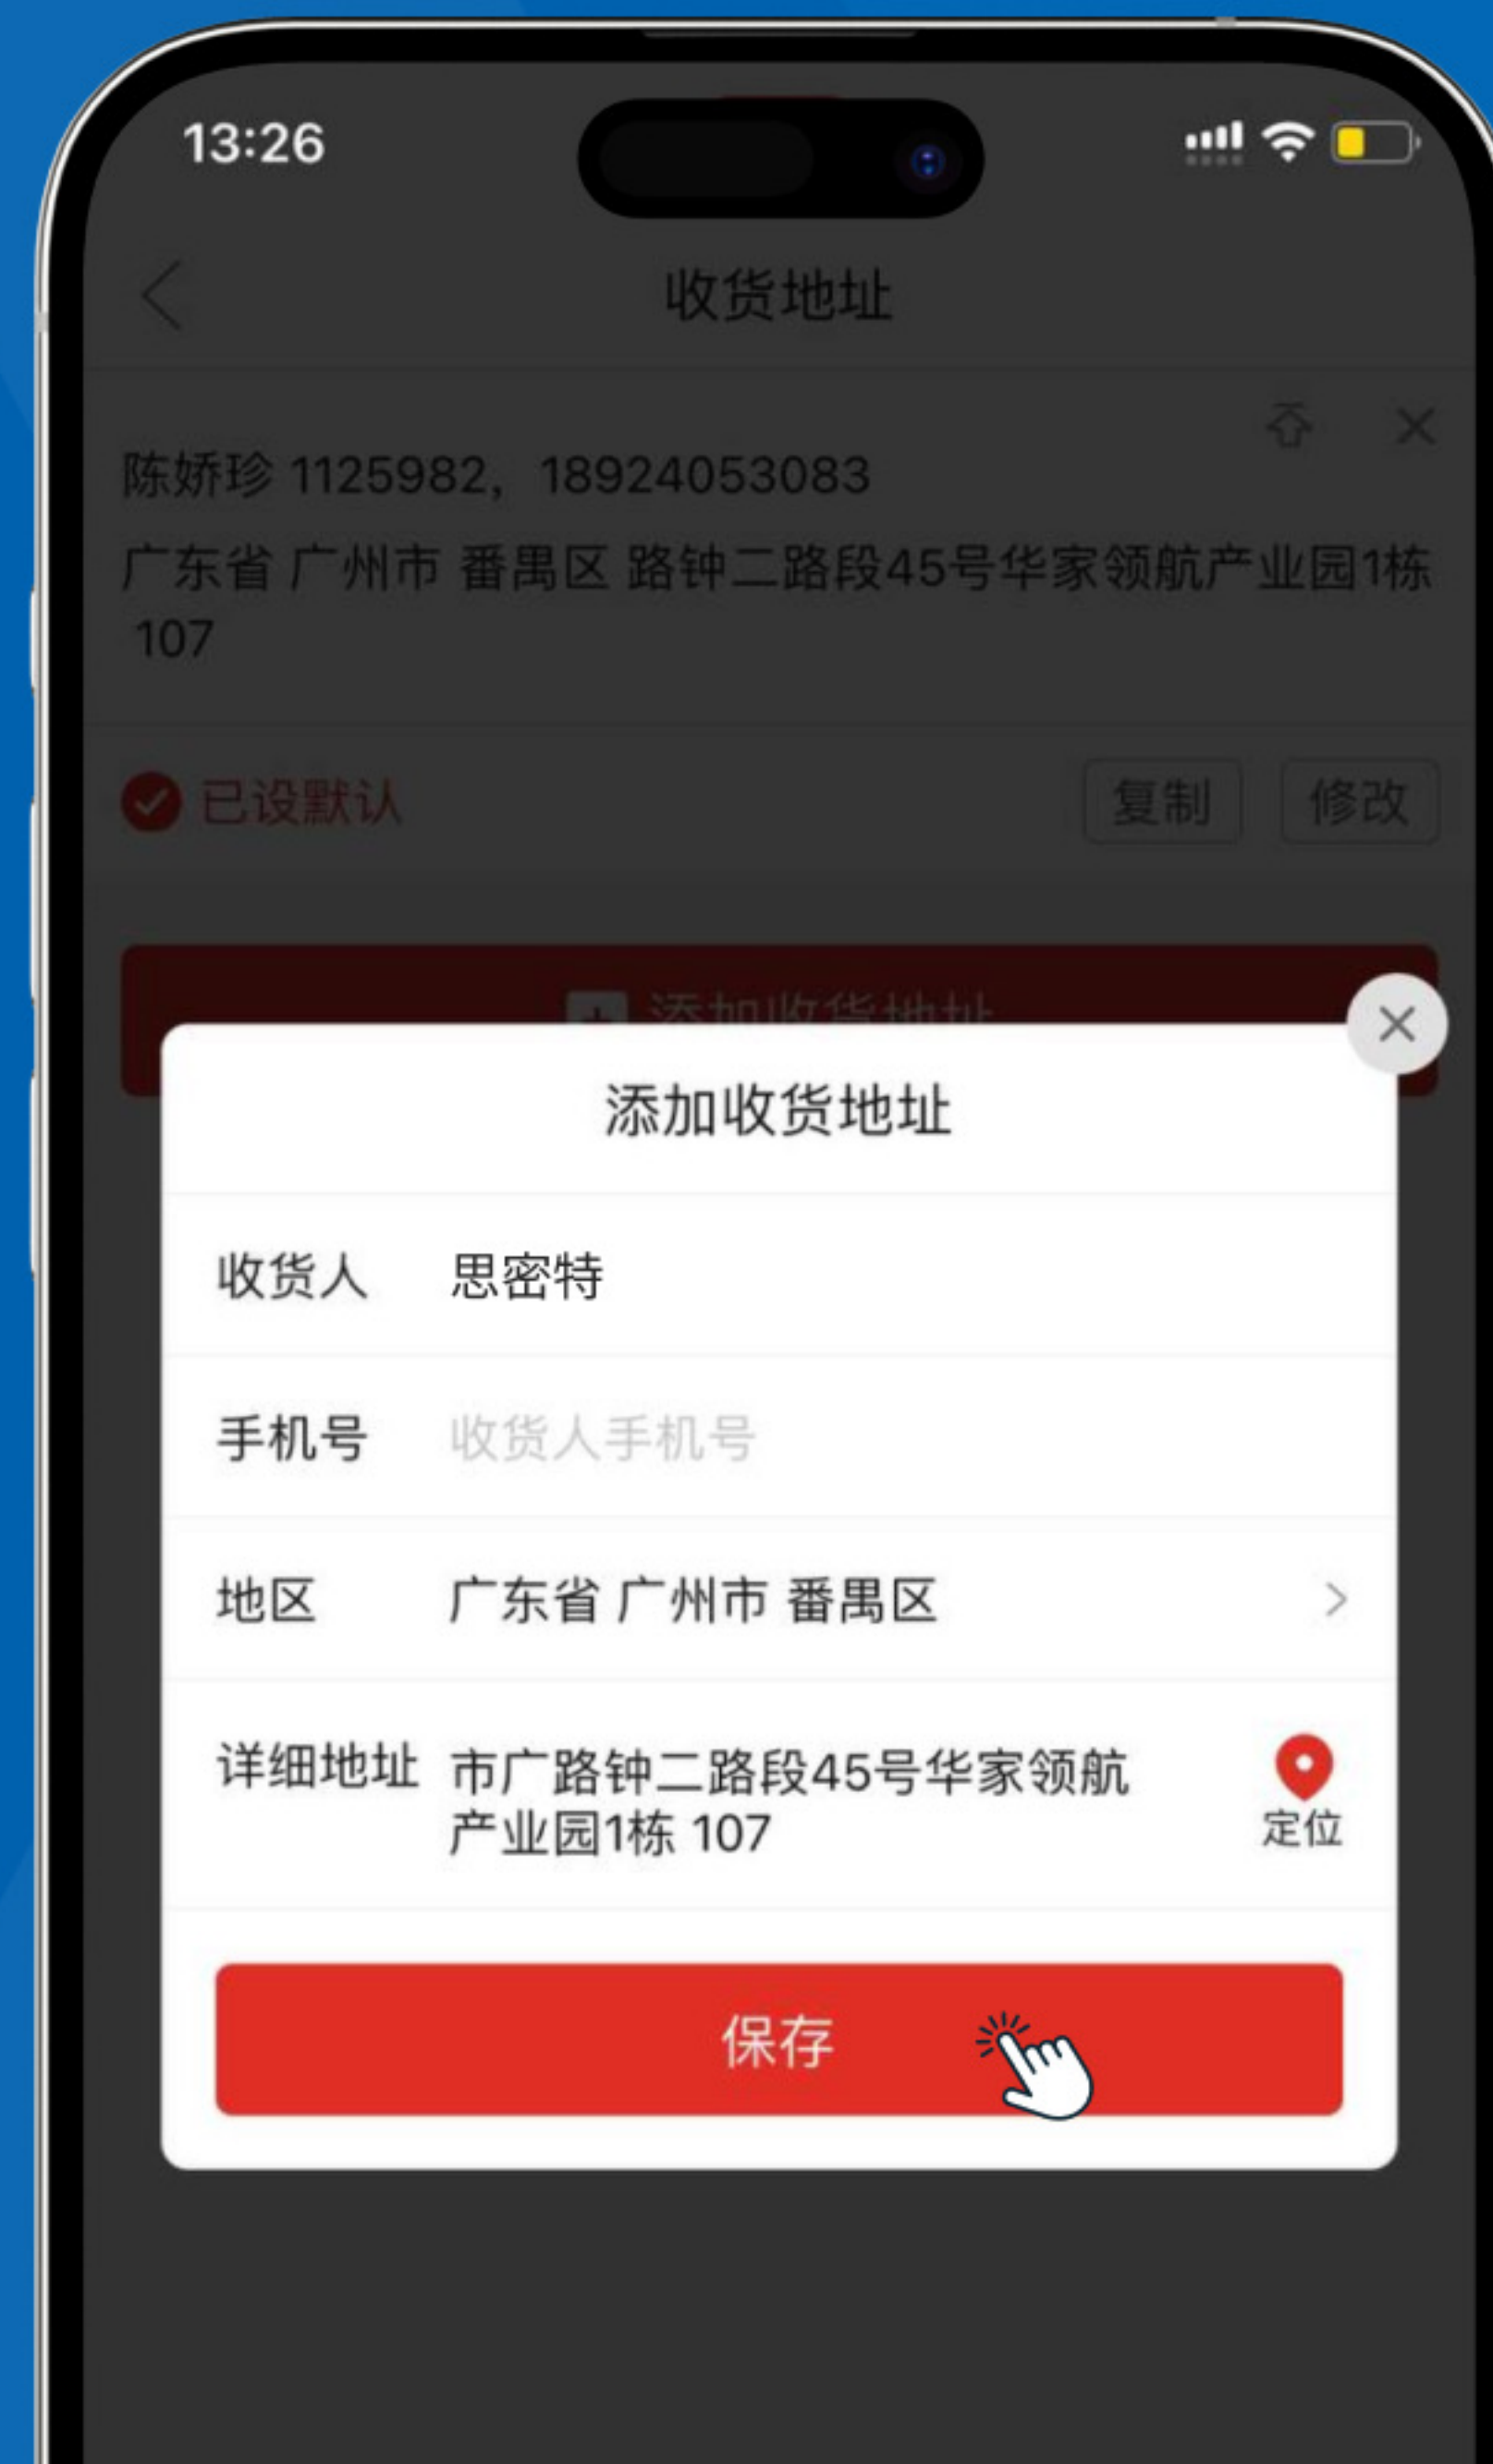 13:26
收货地址
陈娇珍 1125982，18924053083
广东省 广州市 番禺区 路钟二路段45号华家领航产业园1栋
107
已设默认
复制
修改
添加收货地址
添加收货地址
收货人 思密特
手机号 收货人手机号
地区 广东省 广州市 番禺区
详细地址 市广路钟二路段45号华家领航
产业园1栋 107
定位
保存